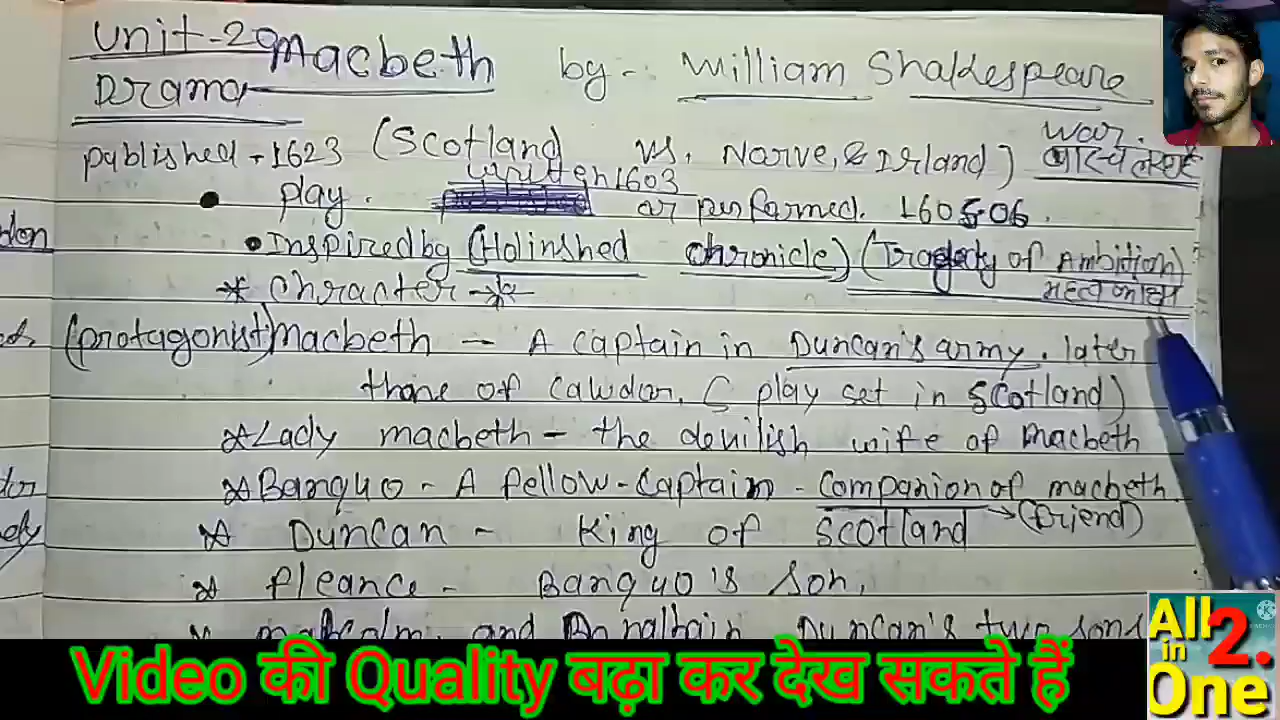 Unit-2 Macbeth by- William Shakespeare
Drama
published - 1623 (Scotland vs. Narve, & Irland) war.
written 1603
play. or performed. 1605-06.
Inspired by (Holinshed chronicle) (Tragedy of Ambition)
* Character →*
(protagonist) Macbeth - A captain in Duncan's army. later
thane of Cawdor. ( play set in Scotland)
* Lady macbeth - the devilish wife of Macbeth
* Banquo - A fellow-captain - Companion of macbeth.
* Duncan - King of Scotland →(friend)
* fleance - Banquo's son,
and Duncan's two sons
Video की Quality बढ़ा कर देख सकते हैं
All in One 2.